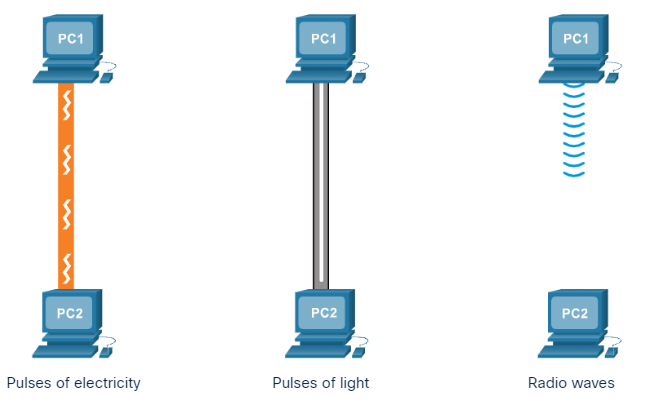 PC1
PC1
PC1
PC2
PC2
PC2
Pulses of electricity
Pulses of light
Radio waves